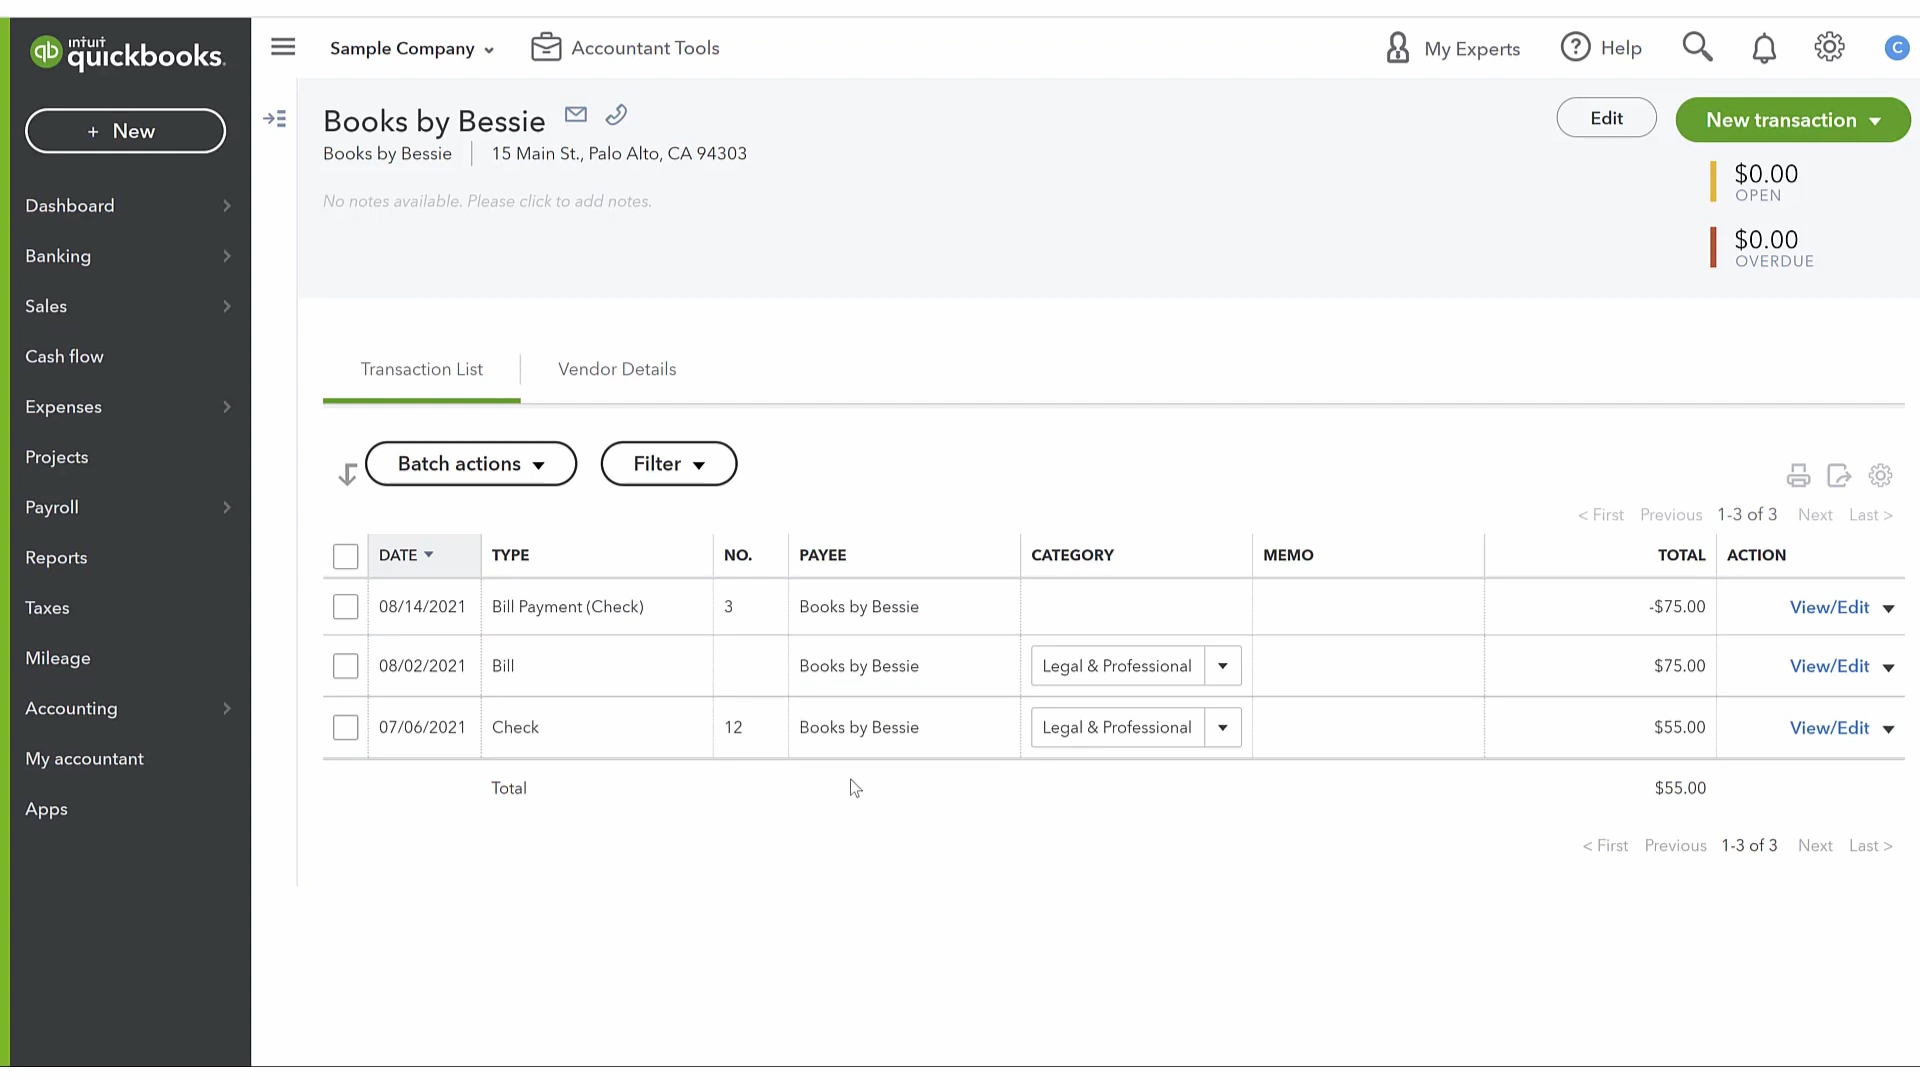 intuit
quickbooks.
+ New
Dashboard
Banking
Sales
Cash flow
Expenses
Projects
Payroll
Reports
Taxes
Mileage
Accounting
My accountant
Apps
Sample Company
Accountant Tools
My Experts
Help
C
Books by Bessie
Books by Bessie | 15 Main St., Palo Alto, CA 94303
No notes available. Please click to add notes.
Edit
New transaction
$0.00
OPEN
$0.00
OVERDUE
Transaction List
Vendor Details
Batch actions
Filter
< First Previous 1-3 of 3 Next Last >
DATE TYPE NO. PAYEE CATEGORY MEMO TOTAL ACTION
08/14/2021 Bill Payment (Check) 3 Books by Bessie -$75.00 View/Edit
08/02/2021 Bill Books by Bessie Legal & Professional $75.00 View/Edit
07/06/2021 Check 12 Books by Bessie Legal & Professional $55.00 View/Edit
Total $55.00
< First Previous 1-3 of 3 Next Last >